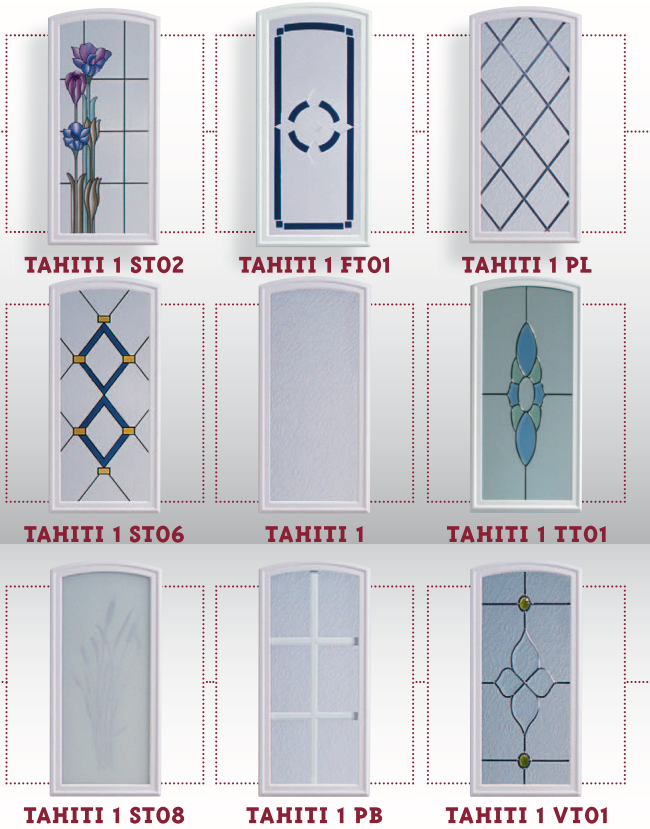 TAHITI 1 ST02
TAHITI 1 FT01
TAHITI 1 PL
TAHITI 1 ST06
TAHITI 1
TAHITI 1 TT01
TAHITI 1 ST08
TAHITI 1 PB
TAHITI 1 VT01